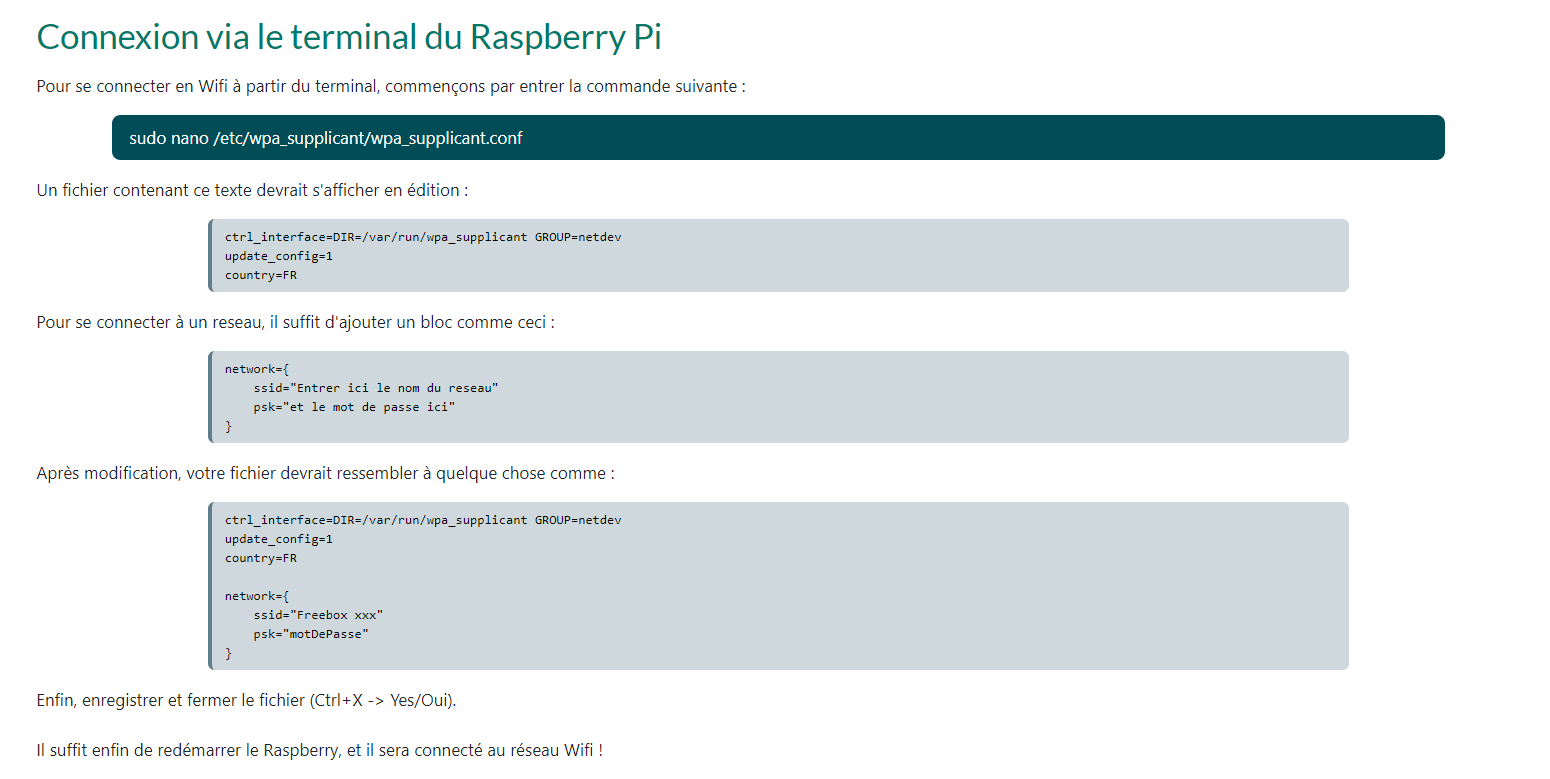 Connexion via le terminal du Raspberry Pi
Pour se connecter en Wifi à partir du terminal, commençons par entrer la commande suivante :
sudo nano /etc/wpa_supplicant/wpa_supplicant.conf
Un fichier contenant ce texte devrait s'afficher en édition :
ctrl_interface=DIR=/var/run/wpa_supplicant GROUP=netdev
update_config=1
country=FR
Pour se connecter à un reseau, il suffit d'ajouter un bloc comme ceci :
network={
    ssid="Entrer ici le nom du reseau"
    psk="et le mot de passe ici"
}
Après modification, votre fichier devrait ressembler à quelque chose comme :
ctrl_interface=DIR=/var/run/wpa_supplicant GROUP=netdev
update_config=1
country=FR
network={
    ssid="Freebox xxx"
    psk="motDePasse"
}
Enfin, enregistrer et fermer le fichier (Ctrl+X -> Yes/Oui).
Il suffit enfin de redémarrer le Raspberry, et il sera connecté au réseau Wifi !